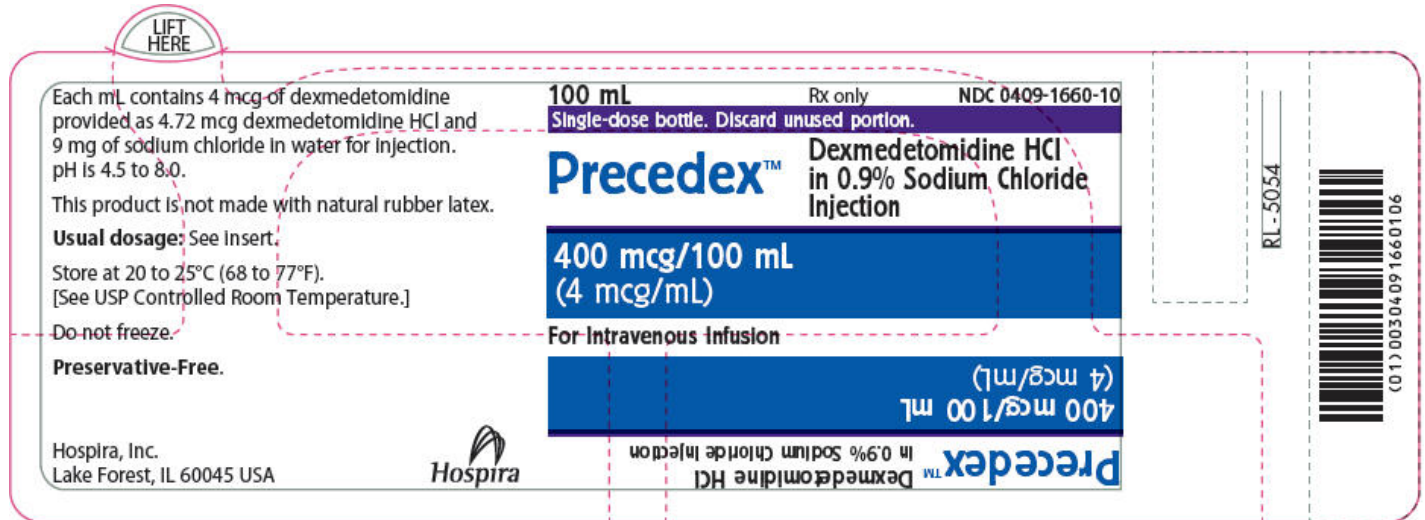 LIFT
HERE
Each mL contains 4 mcg of dexmedetomidine
provided as 4.72 mcg dexmedetomidine HCl and
9 mg of sodium chloride in water for injection.
pH is 4.5 to 8.0.
This product is not made with natural rubber latex.
Usual dosage: See insert.
Store at 20 to 25°C (68 to 77°F).
[See USP Controlled Room Temperature.]
Do not freeze.
Preservative-Free.
Hospira, Inc.
Lake Forest, IL 60045 USA
Hospira
100 mL Rx only NDC 0409-1660-10
Single-dose bottle. Discard unused portion.
Precedex™
Dexmedetomidine HCl
in 0.9% Sodium Chloride
Injection
400 mcg/100 mL
(4 mcg/mL)
For Intravenous Infusion
Precedex™
Dexmedetomidine HCl
in 0.9% Sodium Chloride Injection
400 mcg/100 mL
(4 mcg/mL)
RL-5054
(01)00304091660106